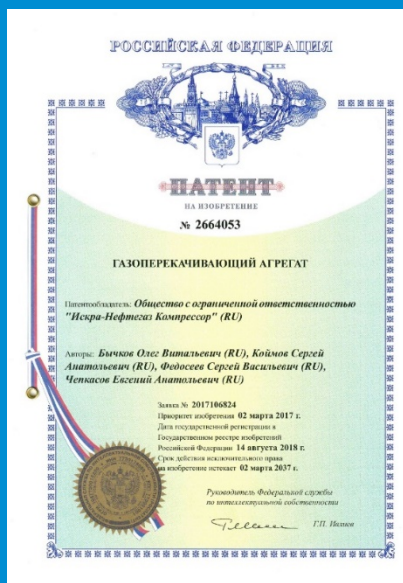 РОССИЙСКАЯ ФЕДЕРАЦИЯ
ПАТЕНТ
НА ИЗОБРЕТЕНИЕ
№ 2664053
ГАЗОПЕРЕКАЧИВАЮЩИЙ АГРЕГАТ
Патентообладатель: Общество с ограниченной ответственностью
"Искра-Нефтегаз Компрессор" (RU)
Авторы: Бычков Олег Витальевич (RU), Коймов Сергей
Анатольевич (RU), Федосеев Сергей Васильевич (RU),
Чепкасов Евгений Анатольевич (RU)
Заявка № 2017106824
Приоритет изобретения 02 марта 2017 г.
Дата государственной регистрации в
Государственном реестре изобретений
Российской Федерации 14 августа 2018 г.
Срок действия исключительного права
на изобретение истекает 02 марта 2037 г.
Руководитель Федеральной службы
по интеллектуальной собственности
Г.П. Ивлиев